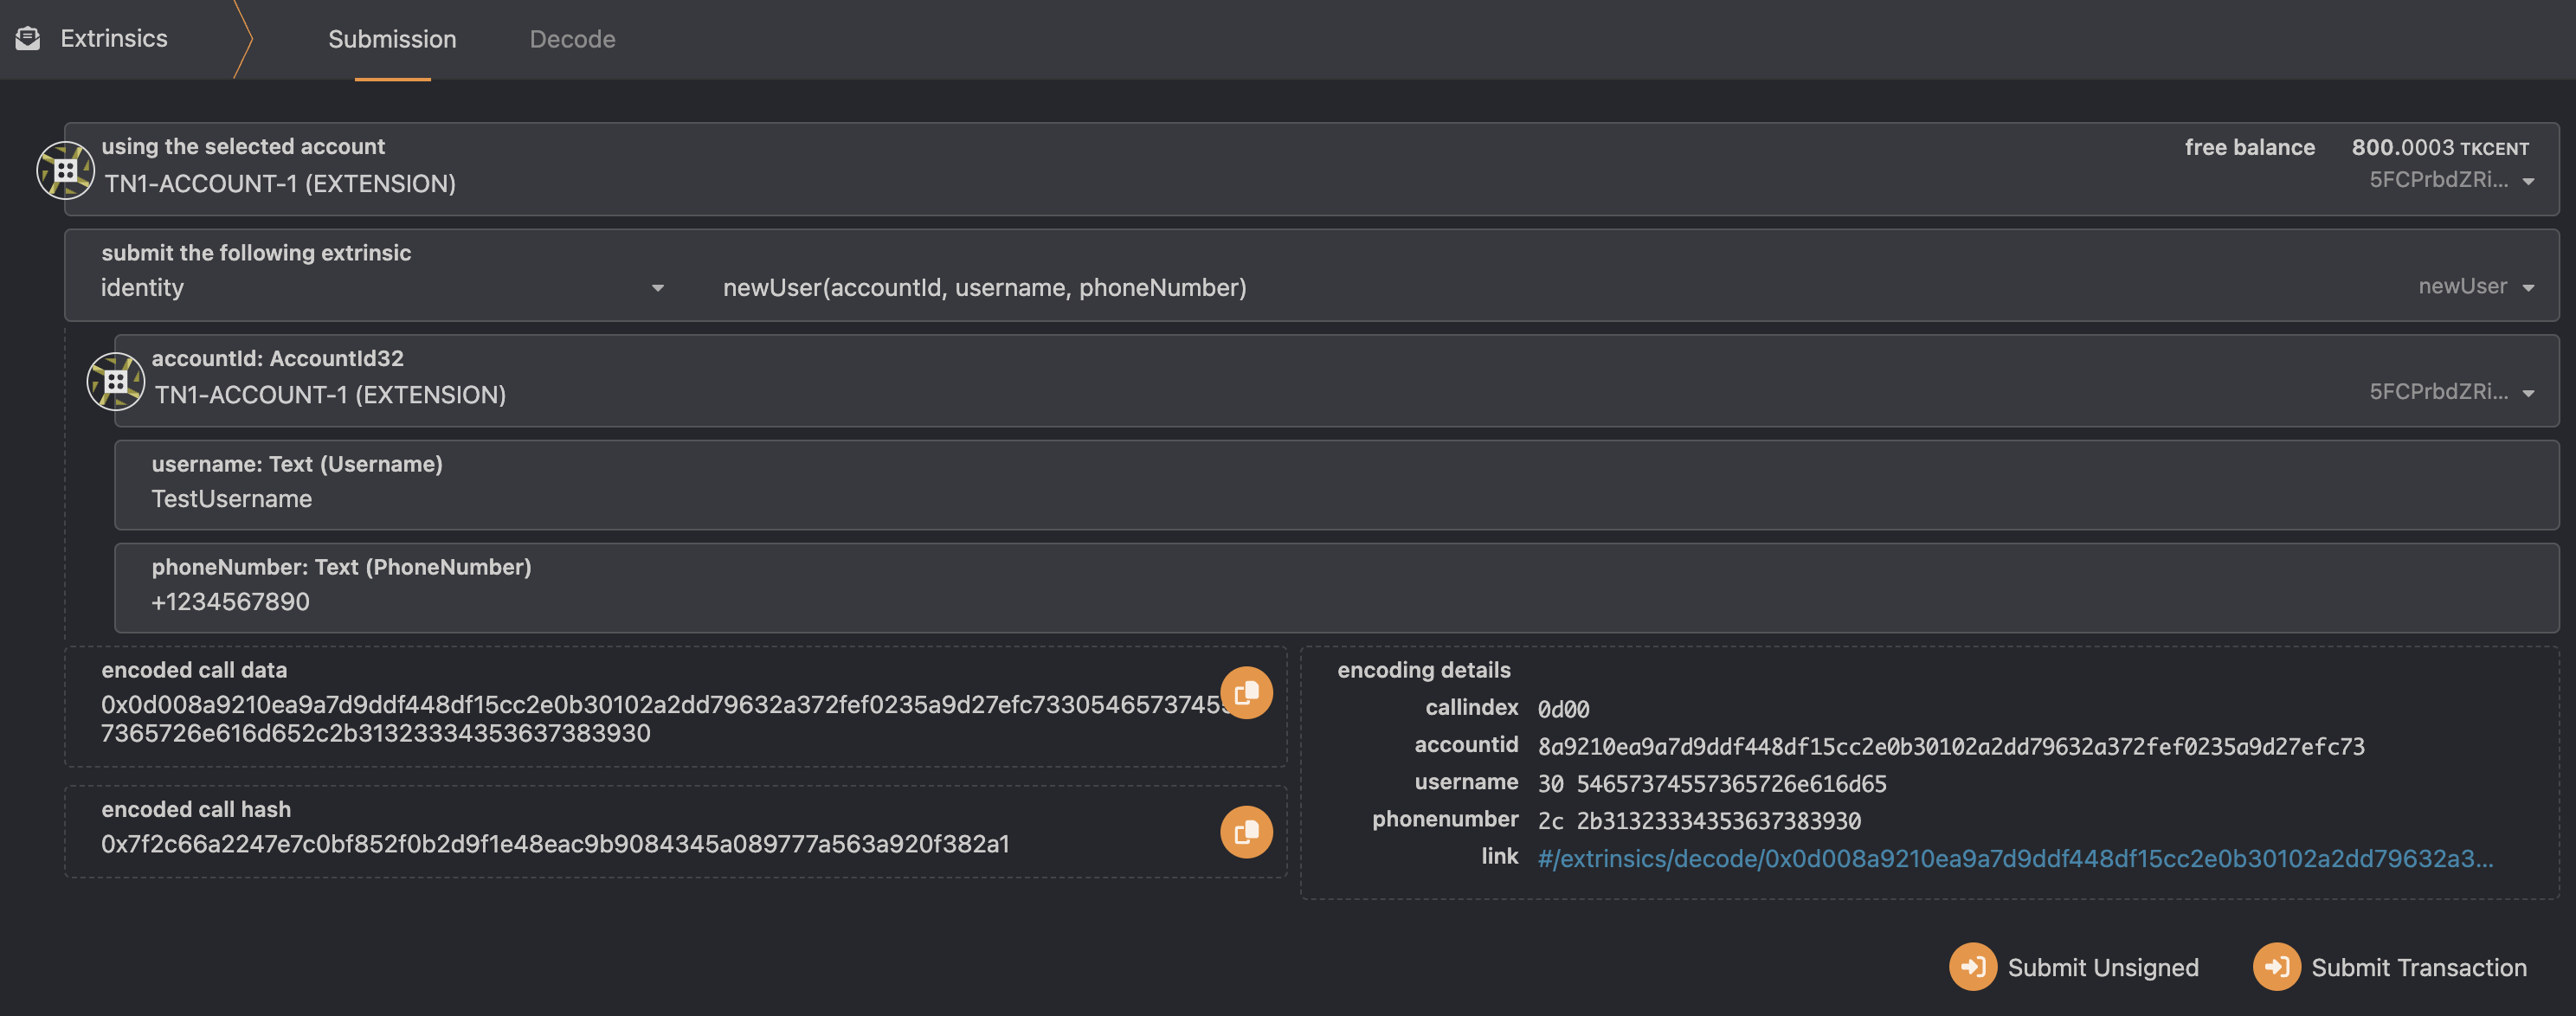 Extrinsics
Submission
Decode
using the selected account
TN1-ACCOUNT-1 (EXTENSION)
free balance 800.0003 TKCENT
5FCPrbdZRi...
submit the following extrinsic
identity
newUser(accountId, username, phoneNumber)
newUser
accountId: AccountId32
TN1-ACCOUNT-1 (EXTENSION)
5FCPrbdZRi...
username: Text (Username)
TestUsername
phoneNumber: Text (PhoneNumber)
+1234567890
encoded call data
0x0d008a9210ea9a7d9ddf448df15cc2e0b30102a2dd79632a372fef0235a9d27efc7330546573745
7365726e616d652c2b31323334353637383930
encoded call hash
0x7f2c66a2247e7c0bf852f0b2d9f1e48eac9b9084345a089777a563a920f382a1
encoding details
callindex 0d00
accountid 8a9210ea9a7d9ddf448df15cc2e0b30102a2dd79632a372fef0235a9d27efc73
username 30 54657374557365726e616d65
phonenumber 2c 2b31323334353637383930
link #/extrinsics/decode/0x0d008a9210ea9a7d9ddf448df15cc2e0b30102a2dd79632a3...
Submit Unsigned
Submit Transaction